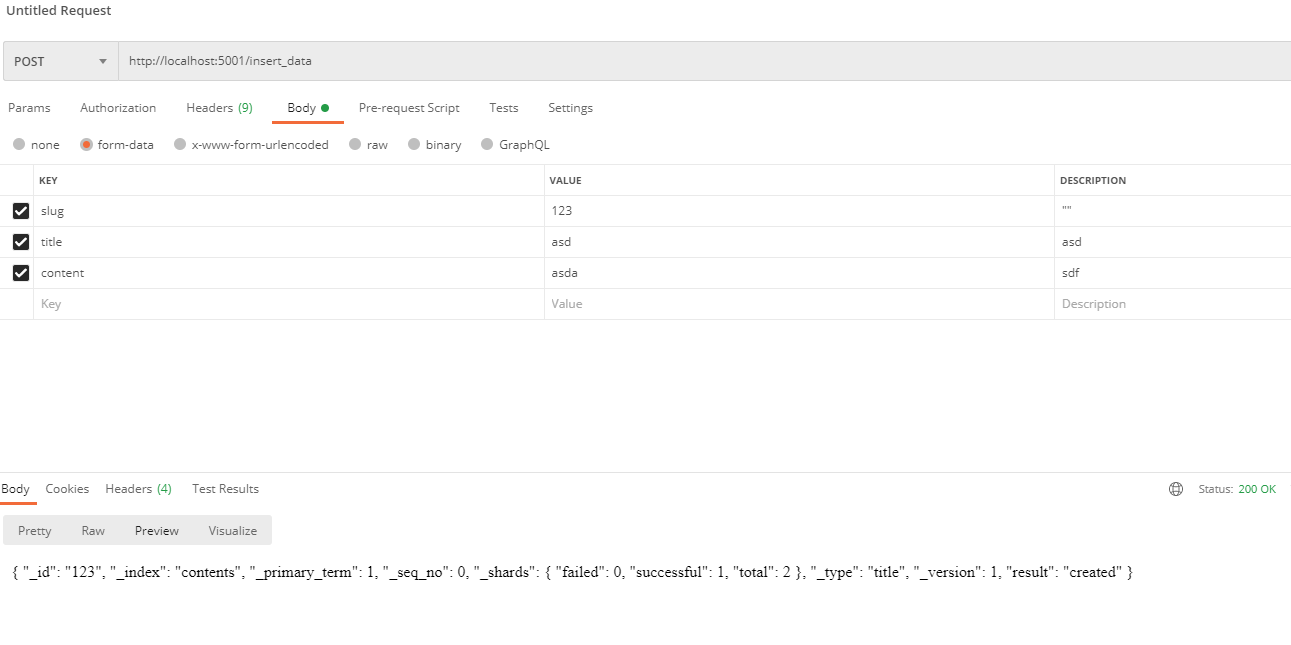 Untitled Request
POST http://localhost:5001/insert_data
Params Authorization Headers (9) Body Pre-request Script Tests Settings
none form-data x-www-form-urlencoded raw binary GraphQL
KEY VALUE DESCRIPTION
slug 123 ""
title asd asd
content asda sdf
Key Value Description
Body Cookies Headers (4) Test Results Status: 200 OK
Pretty Raw Preview Visualize
{ "_id": "123", "_index": "contents", "_primary_term": 1, "_seq_no": 0, "_shards": { "failed": 0, "successful": 1, "total": 2 }, "_type": "title", "_version": 1, "result": "created" }